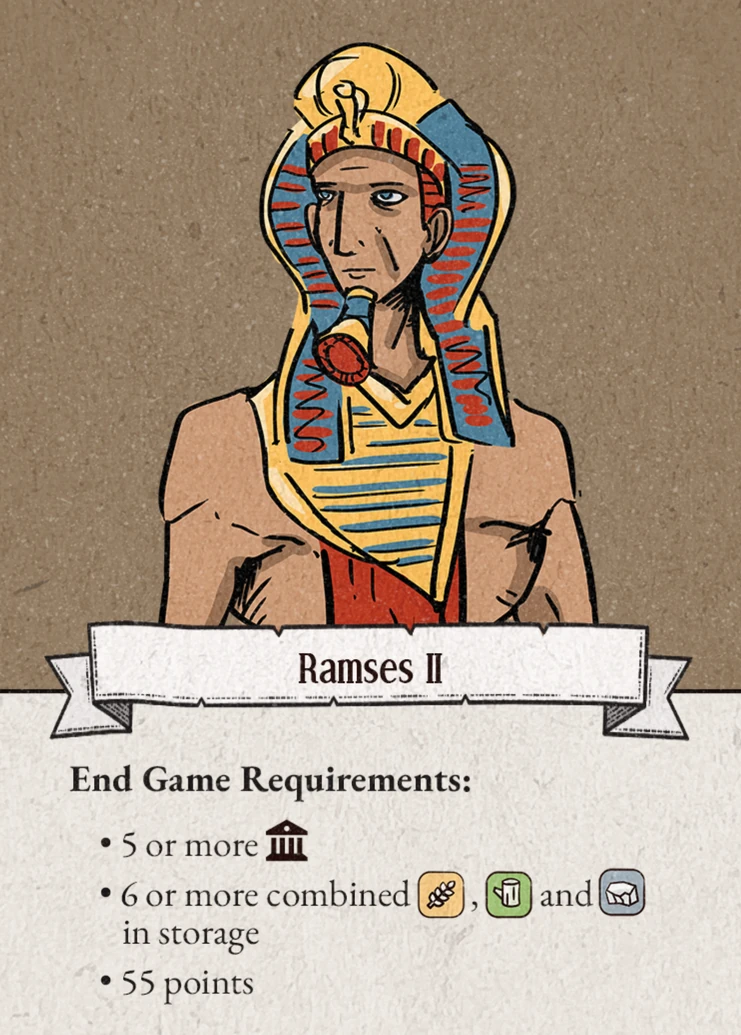 Ramses II
End Game Requirements:
• 5 or more
• 6 or more combined , and
in storage
• 55 points